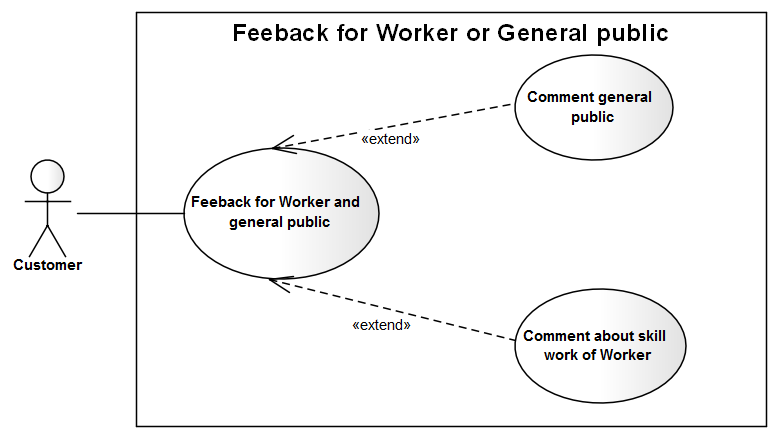 Feeback for Worker or General public
Comment general
public
«extend»
Feeback for Worker and
general public
Customer
«extend»
Comment about skill
work of Worker